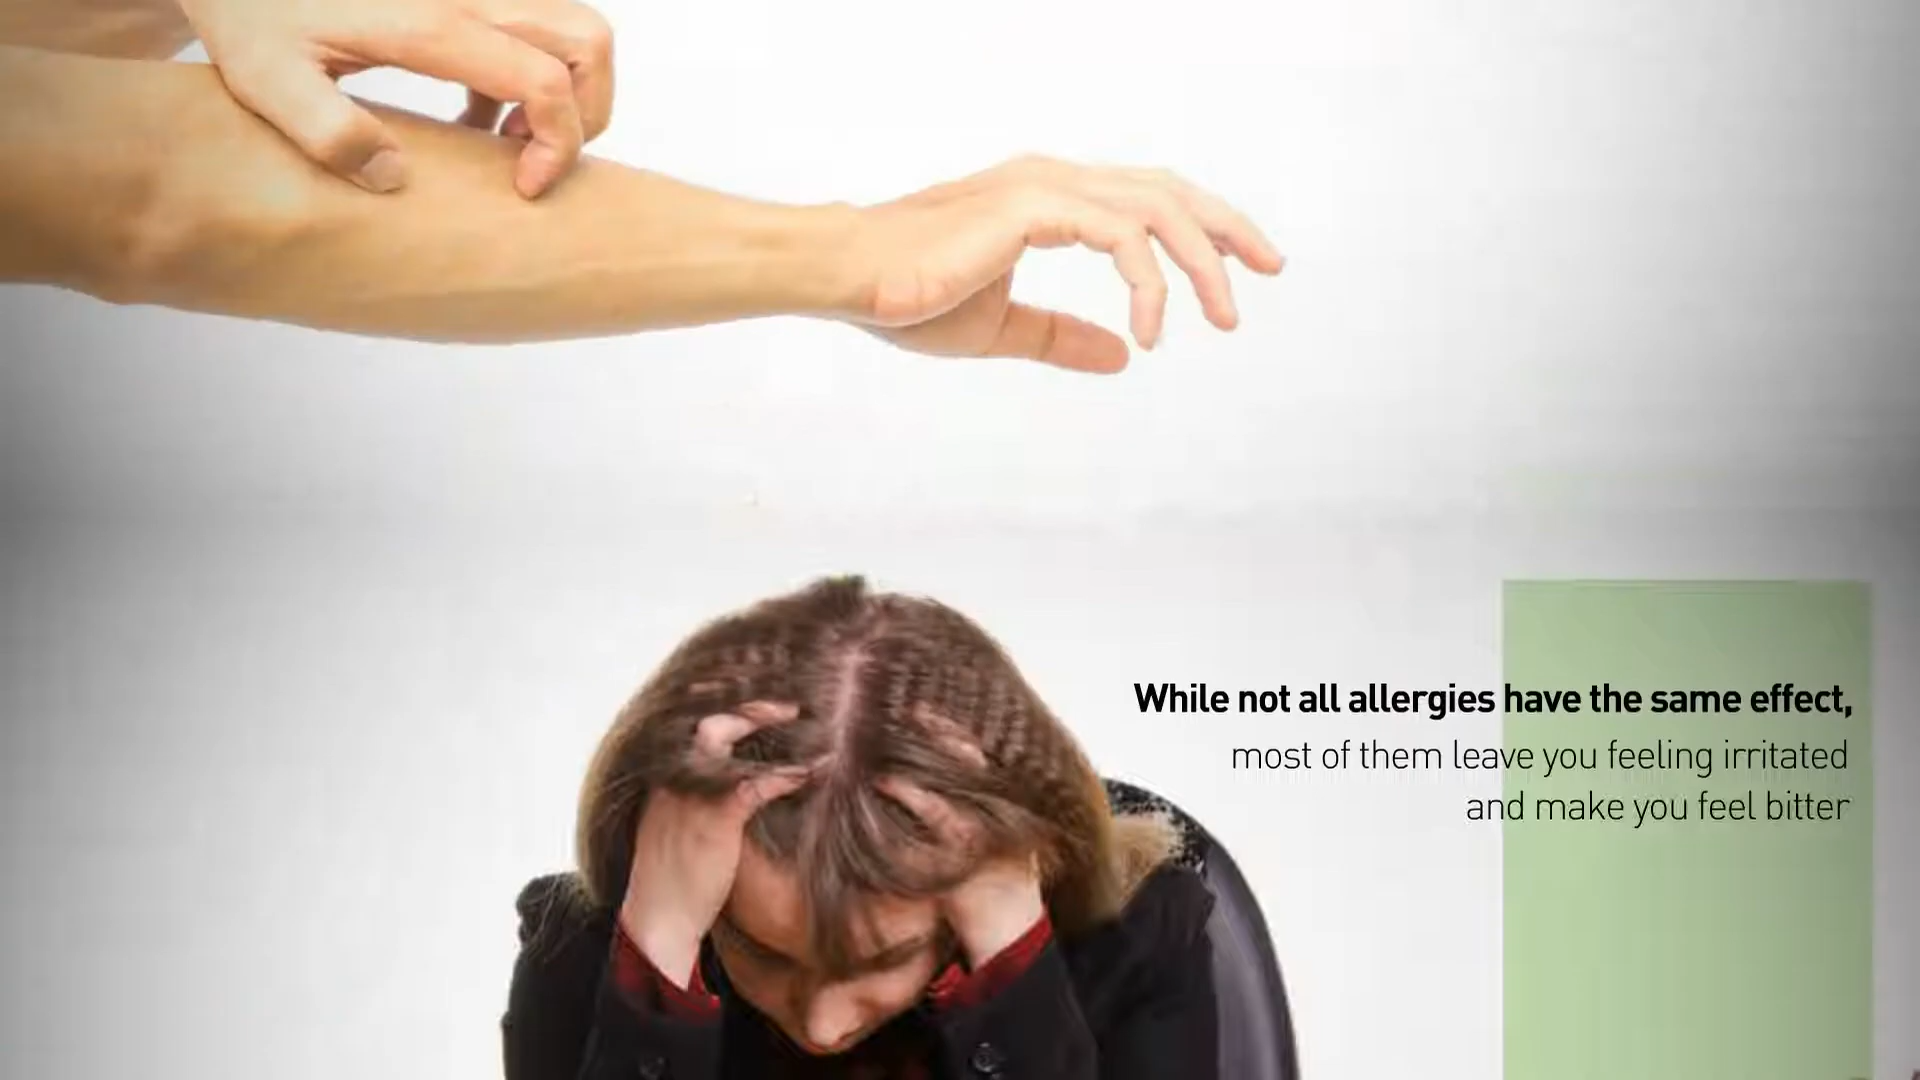 While not all allergies have the same effect,
most of them leave you feeling irritated
and make you feel bitter